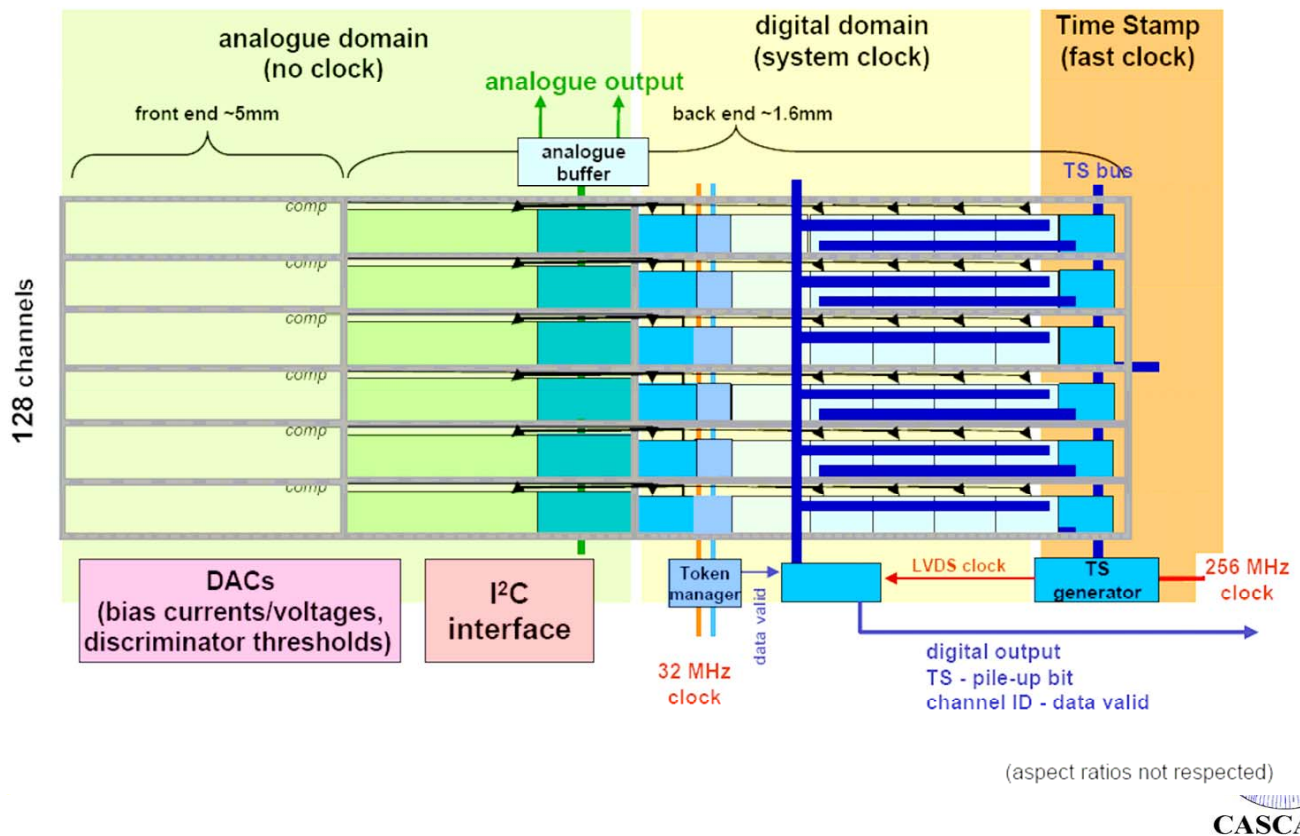 analogue domain
(no clock)
digital domain
(system clock)
Time Stamp
(fast clock)
analogue output
front end ~5mm
back end ~1.6mm
analogue
buffer
TS bus
128 channels
comp
comp
comp
comp
comp
comp
DACs
(bias currents/voltages,
discriminator thresholds)
I²C
interface
Token
manager
data valid
LVDS clock
TS
generator
256 MHz
clock
32 MHz
clock
digital output
TS - pile-up bit
channel ID - data valid
(aspect ratios not respected)